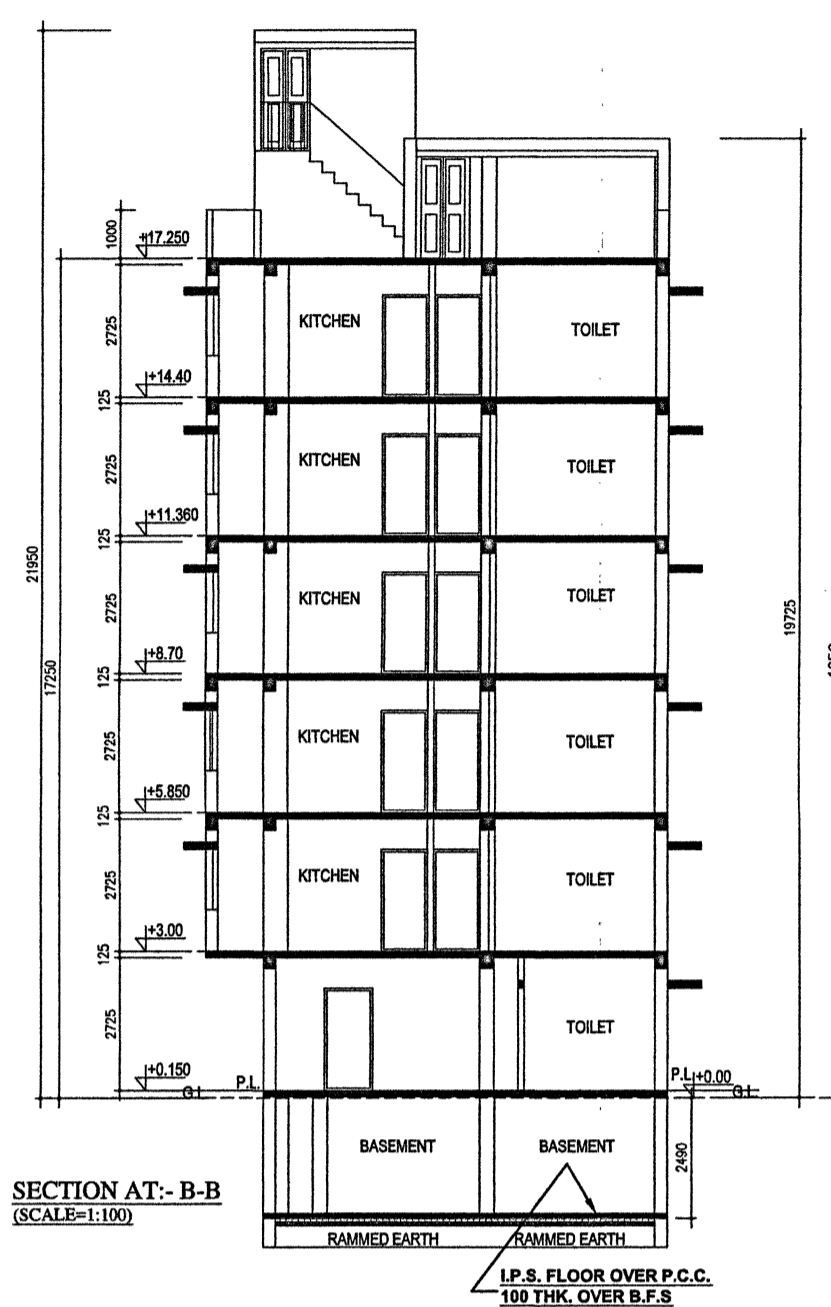 +17.250
1000
KITCHEN
TOILET
2725
+14.40
125
KITCHEN
TOILET
2725
+11.360
125
KITCHEN
TOILET
2725
21950
19725
+8.70
125
17250
KITCHEN
TOILET
2725
+5.850
125
KITCHEN
TOILET
2725
+3.00
125
TOILET
2725
+0.150
P.L.
P.L
+0.00
BASEMENT
BASEMENT
2490
SECTION AT:- B-B
(SCALE=1:100)
RAMMED EARTH
RAMMED EARTH
I.P.S. FLOOR OVER P.C.C.
100 THK. OVER B.F.S